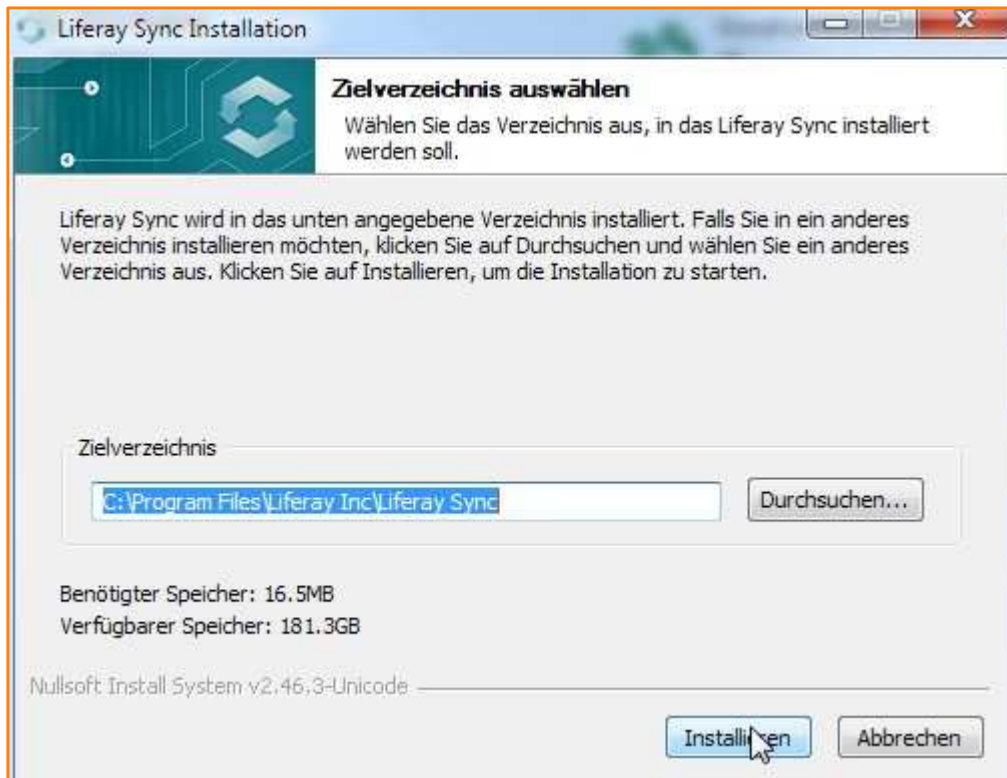 Liferay Sync Installation
Zielverzeichnis auswählen
Wählen Sie das Verzeichnis aus, in das Liferay Sync installiert
werden soll.
Liferay Sync wird in das unten angegebene Verzeichnis installiert. Falls Sie in ein anderes
Verzeichnis installieren möchten, klicken Sie auf Durchsuchen und wählen Sie ein anderes
Verzeichnis aus. Klicken Sie auf Installieren, um die Installation zu starten.
Zielverzeichnis
C:\Program Files\Liferay Inc\Liferay Sync
Durchsuchen...
Benötigter Speicher: 16.5MB
Verfügbarer Speicher: 181.3GB
Nullsoft Install System v2.46.3-Unicode
Installieren
Abbrechen